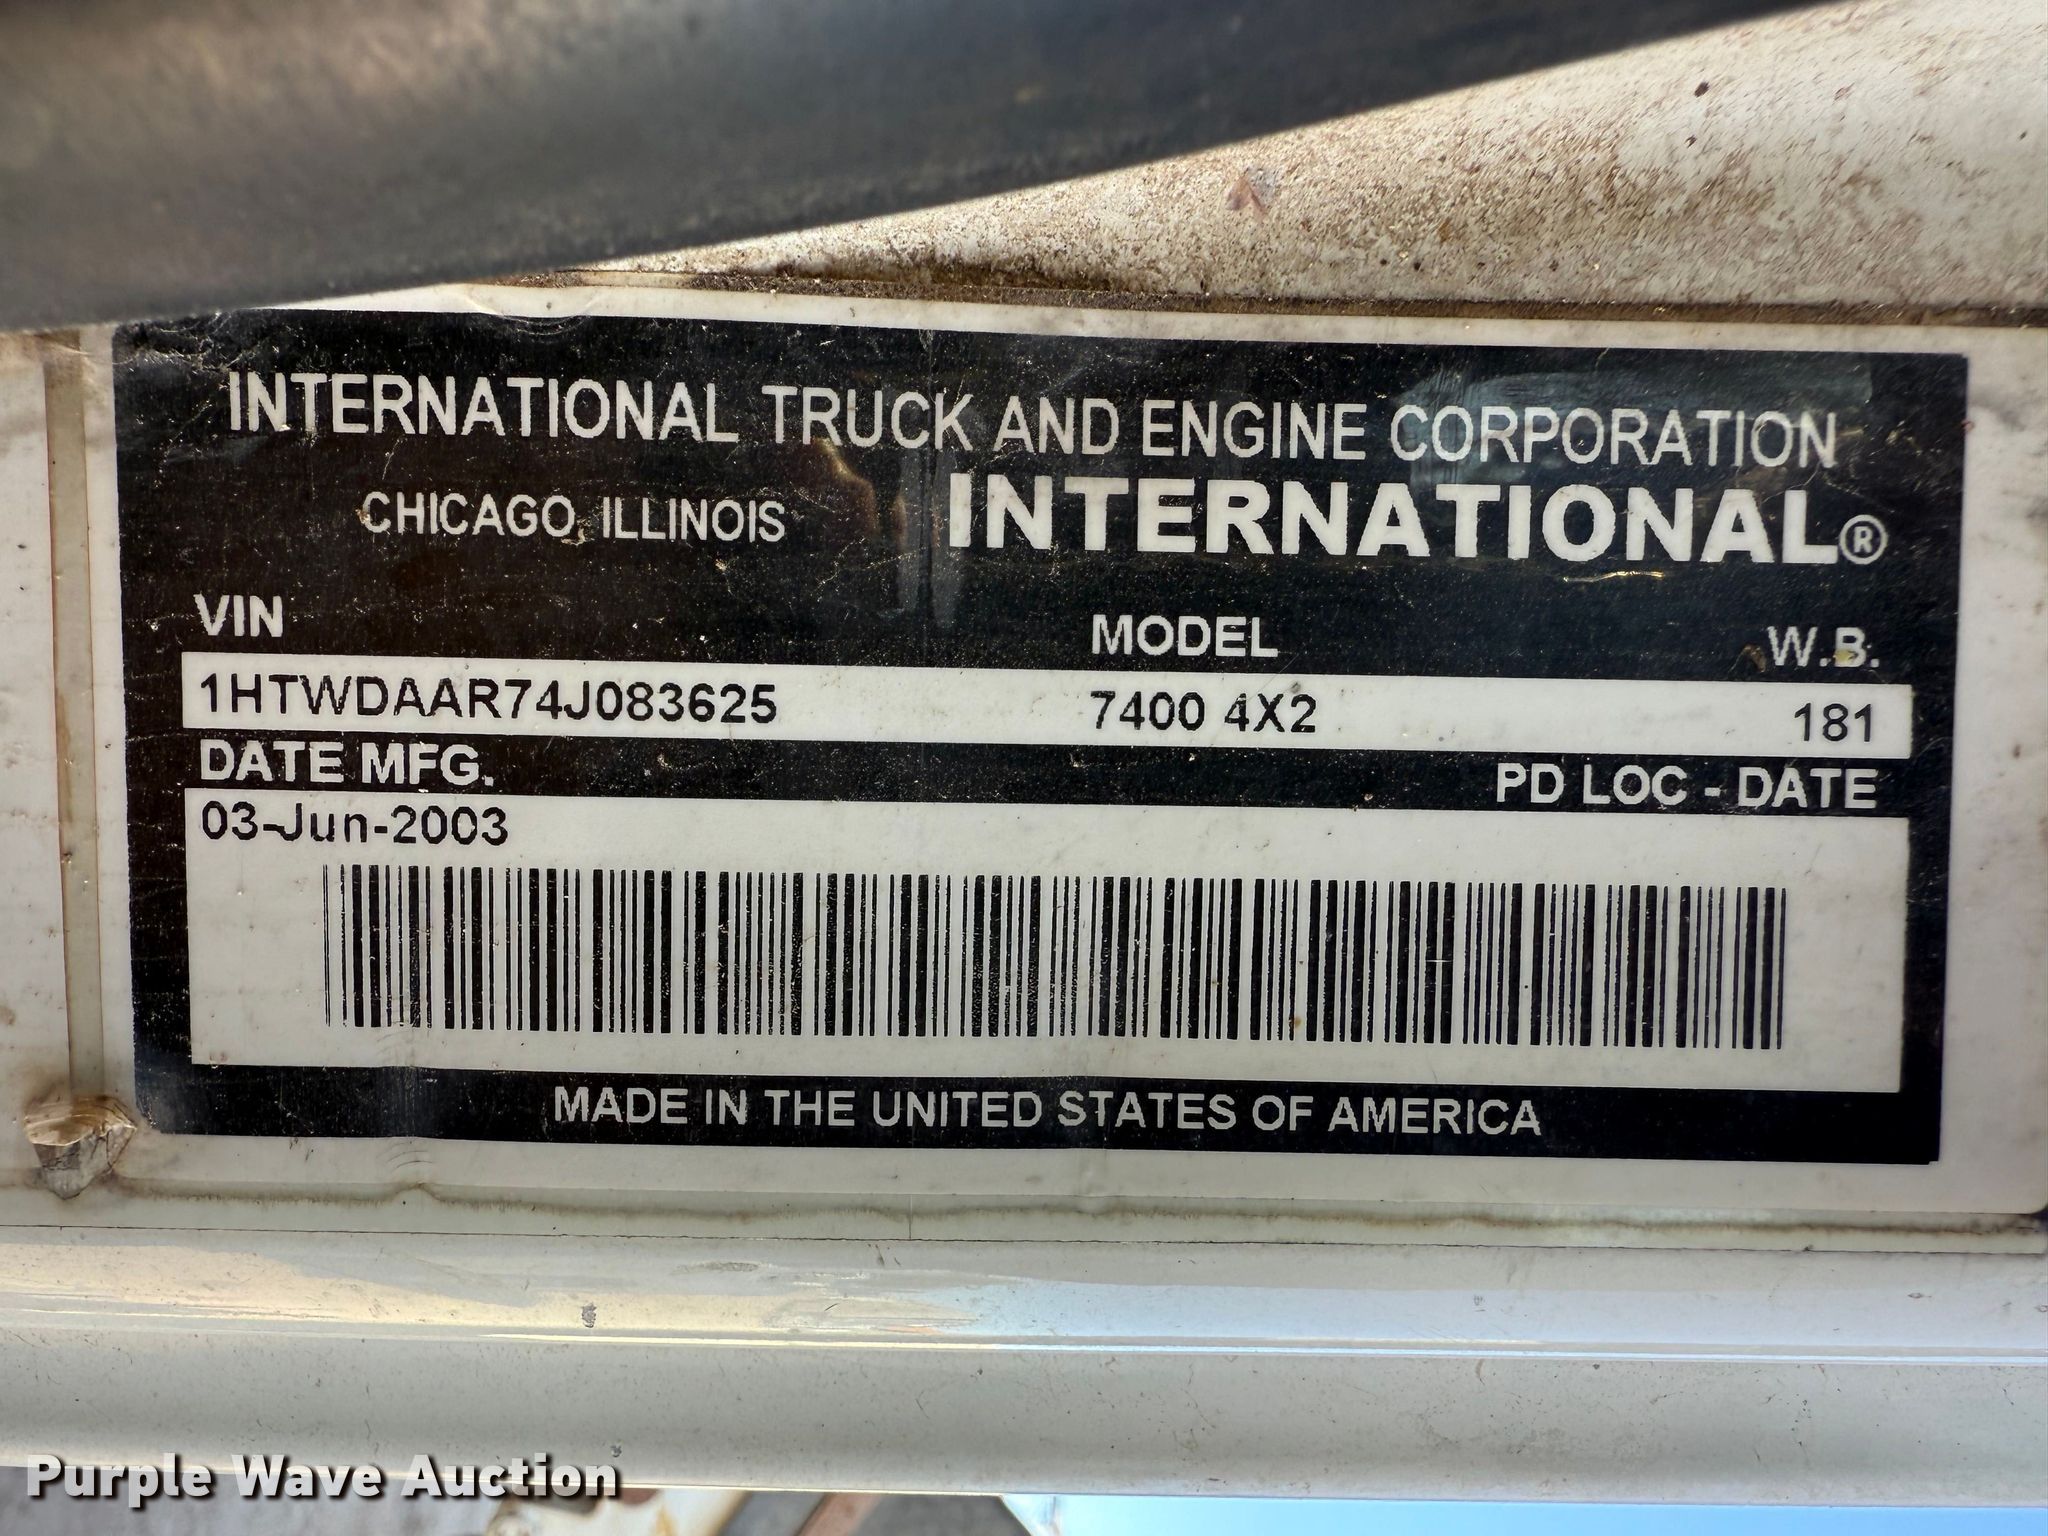 INTERNATIONAL TRUCK AND ENGINE CORPORATION
CHICAGO, ILLINOIS INTERNATIONAL®
VIN MODEL W.B.
1HTWDAAR74J083625 7400 4X2 181
DATE MFG. PD LOC - DATE
03-Jun-2003
MADE IN THE UNITED STATES OF AMERICA
Purple Wave Auction